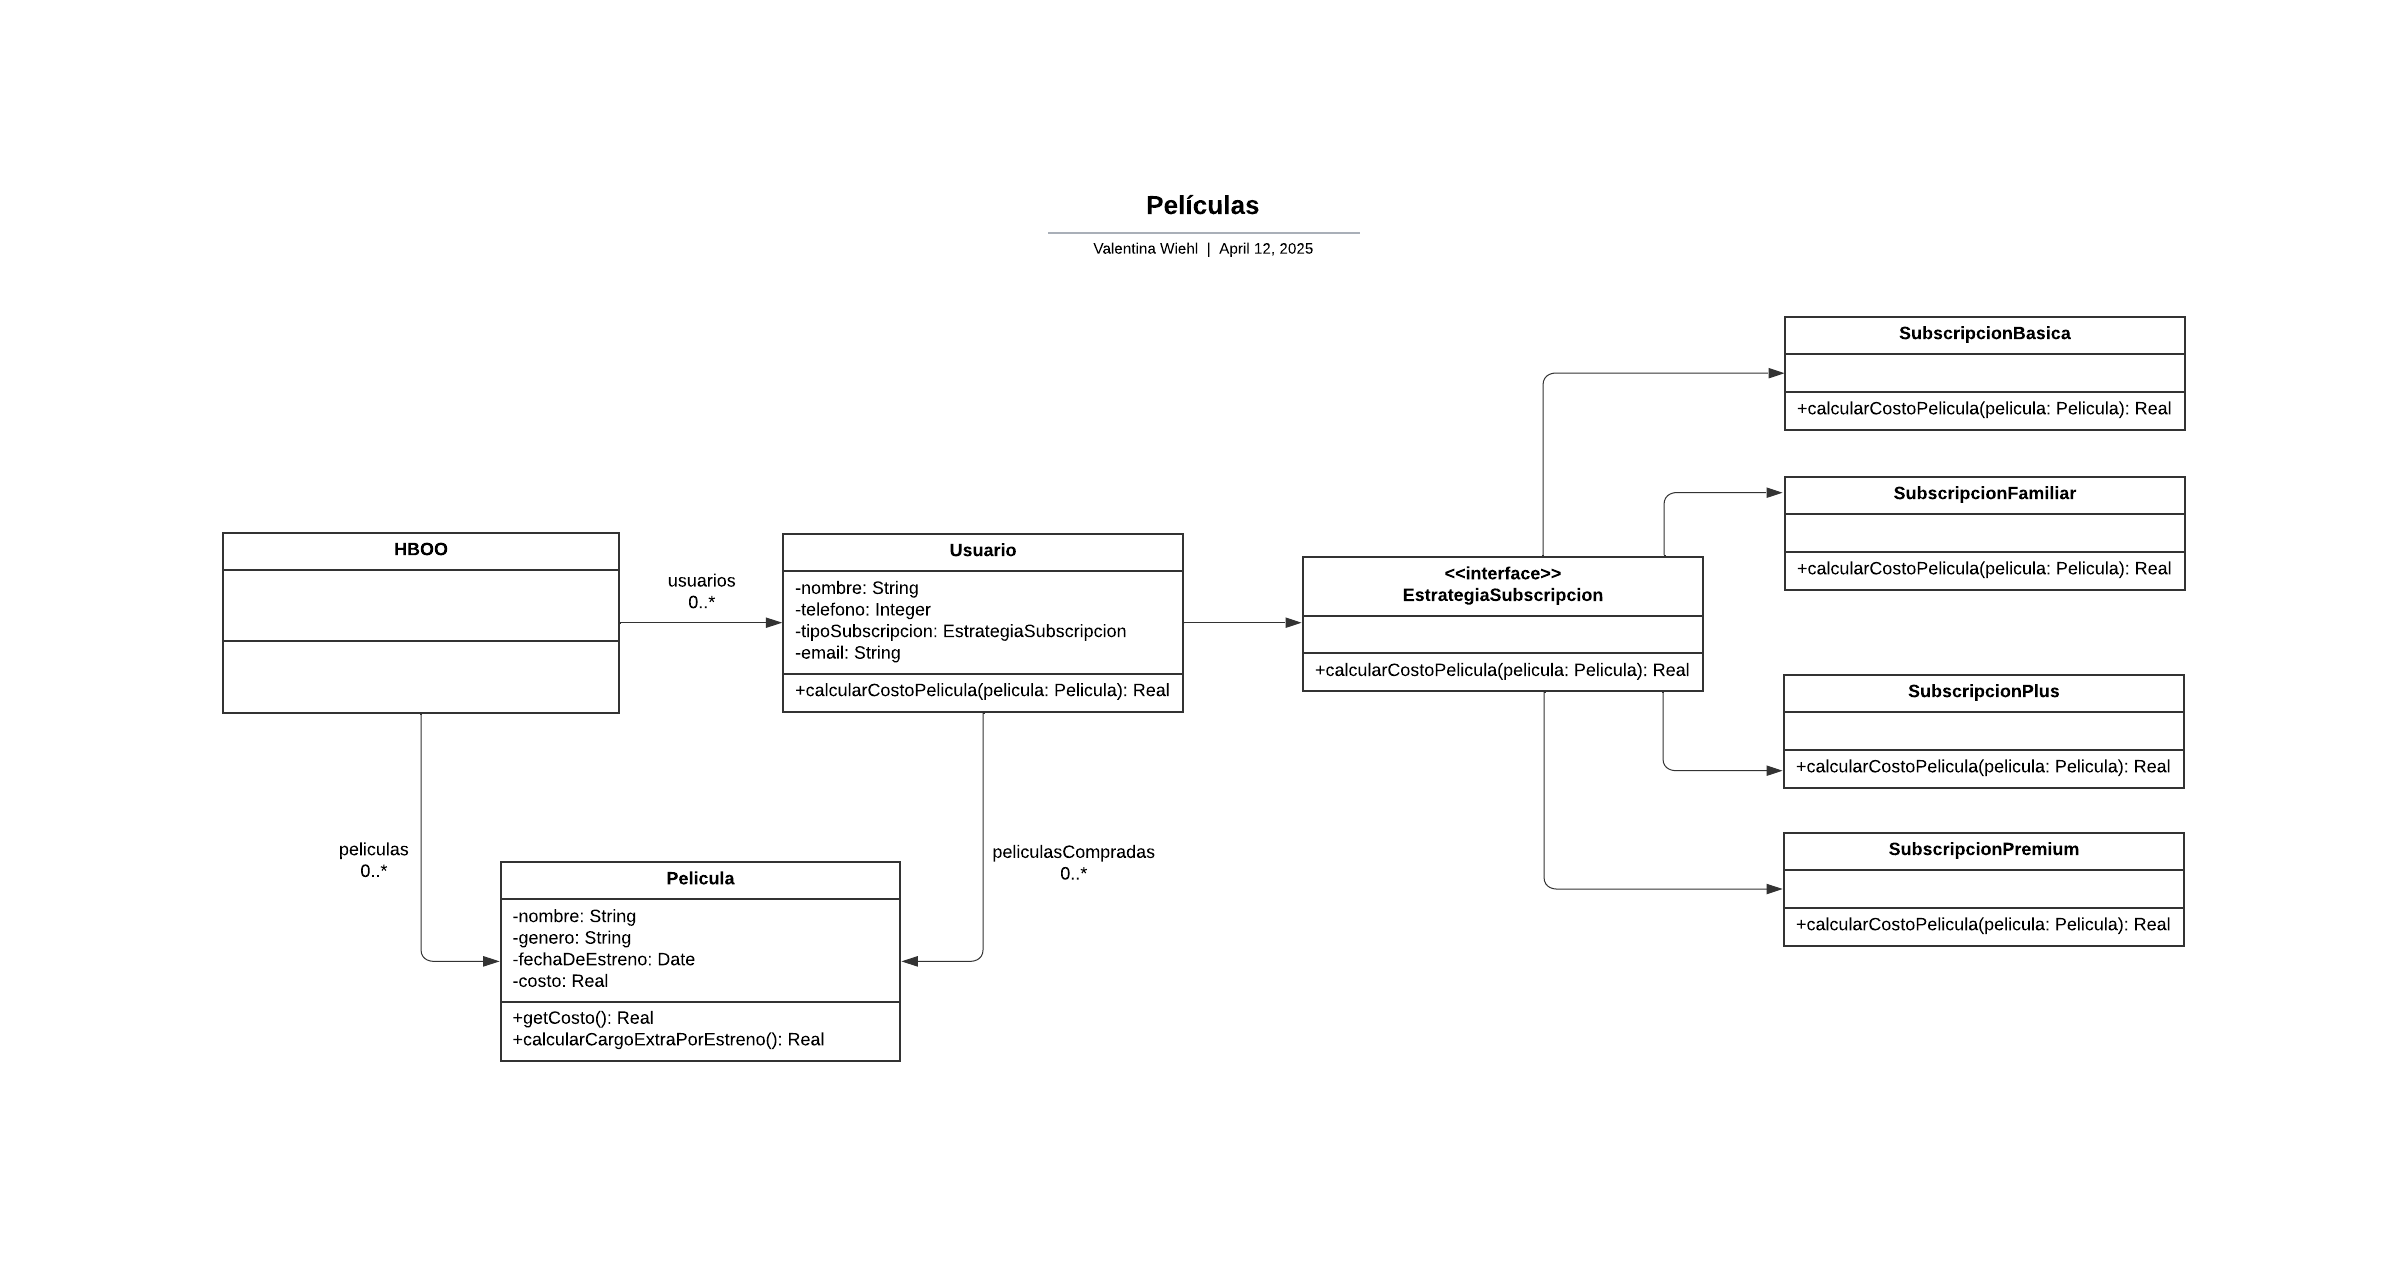 Películas
Valentina Wiehl | April 12, 2025
HBOO
usuarios
0..*
Usuario
-nombre: String
-telefono: Integer
-tipoSubscripcion: EstrategiaSubscripcion
-email: String
+calcularCostoPelicula(pelicula: Pelicula): Real
<<interface>>
EstrategiaSubscripcion
+calcularCostoPelicula(pelicula: Pelicula): Real
SubscripcionBasica
+calcularCostoPelicula(pelicula: Pelicula): Real
SubscripcionFamiliar
+calcularCostoPelicula(pelicula: Pelicula): Real
SubscripcionPlus
+calcularCostoPelicula(pelicula: Pelicula): Real
SubscripcionPremium
+calcularCostoPelicula(pelicula: Pelicula): Real
peliculas
0..*
Pelicula
-nombre: String
-genero: String
-fechaDeEstreno: Date
-costo: Real
+getCosto(): Real
+calcularCargoExtraPorEstreno(): Real
peliculasCompradas
0..*